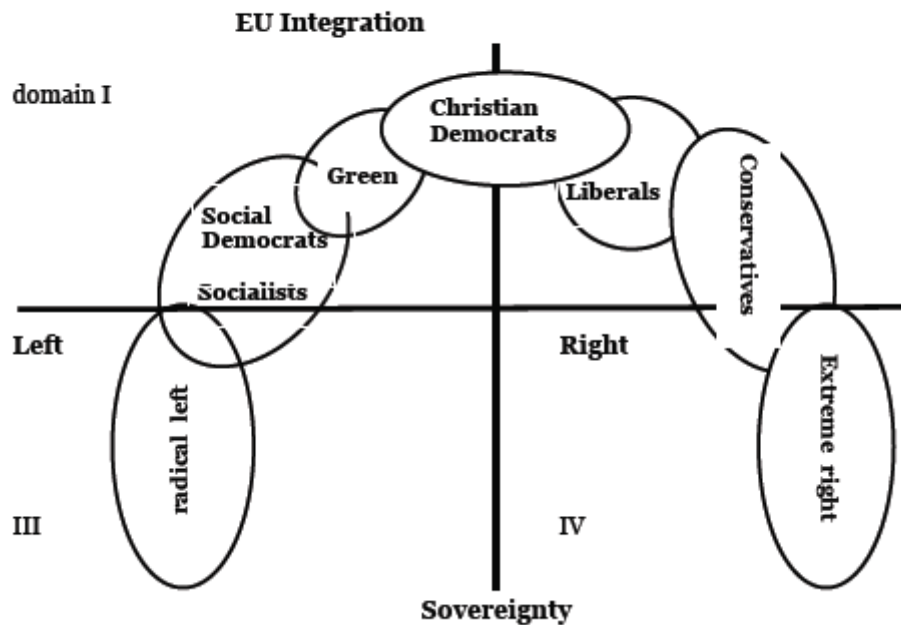 EU Integration
domain I
Christian
Democrats
Green
Liberals
Conservatives
Social
Democrats
Socialists
Left
Right
radical left
Extreme right
III
IV
Sovereignty